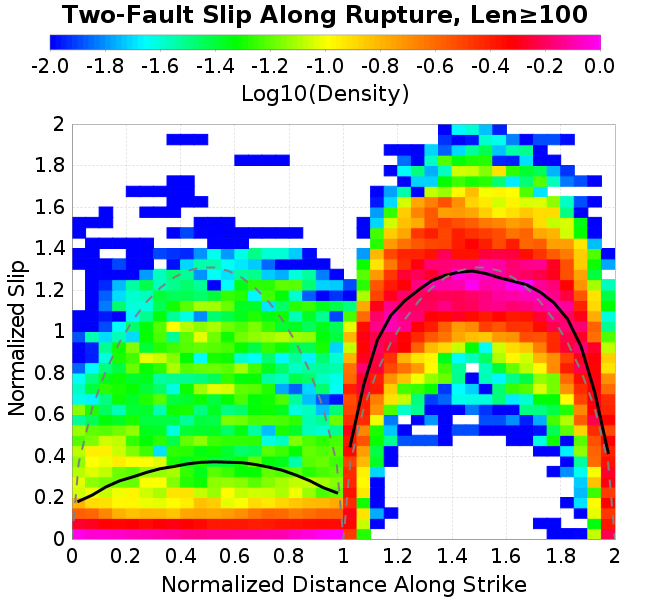 Two-Fault Slip Along Rupture, Len≥100
-2.0 -1.8 -1.6 -1.4 -1.2 -1.0 -0.8 -0.6 -0.4 -0.2 0.0
Log10(Density)
2
1.8
1.6
1.4
1.2
1
0.8
0.6
0.4
0.2
0
Normalized Slip
0 0.2 0.4 0.6 0.8 1 1.2 1.4 1.6 1.8 2
Normalized Distance Along Strike